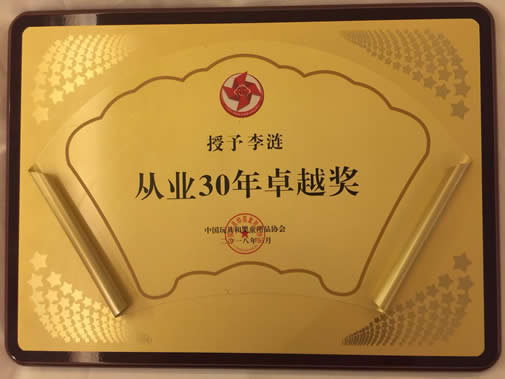 授予 李涟
从业30年卓越奖
中国玩具和婴童用品协会
二〇一八年 月